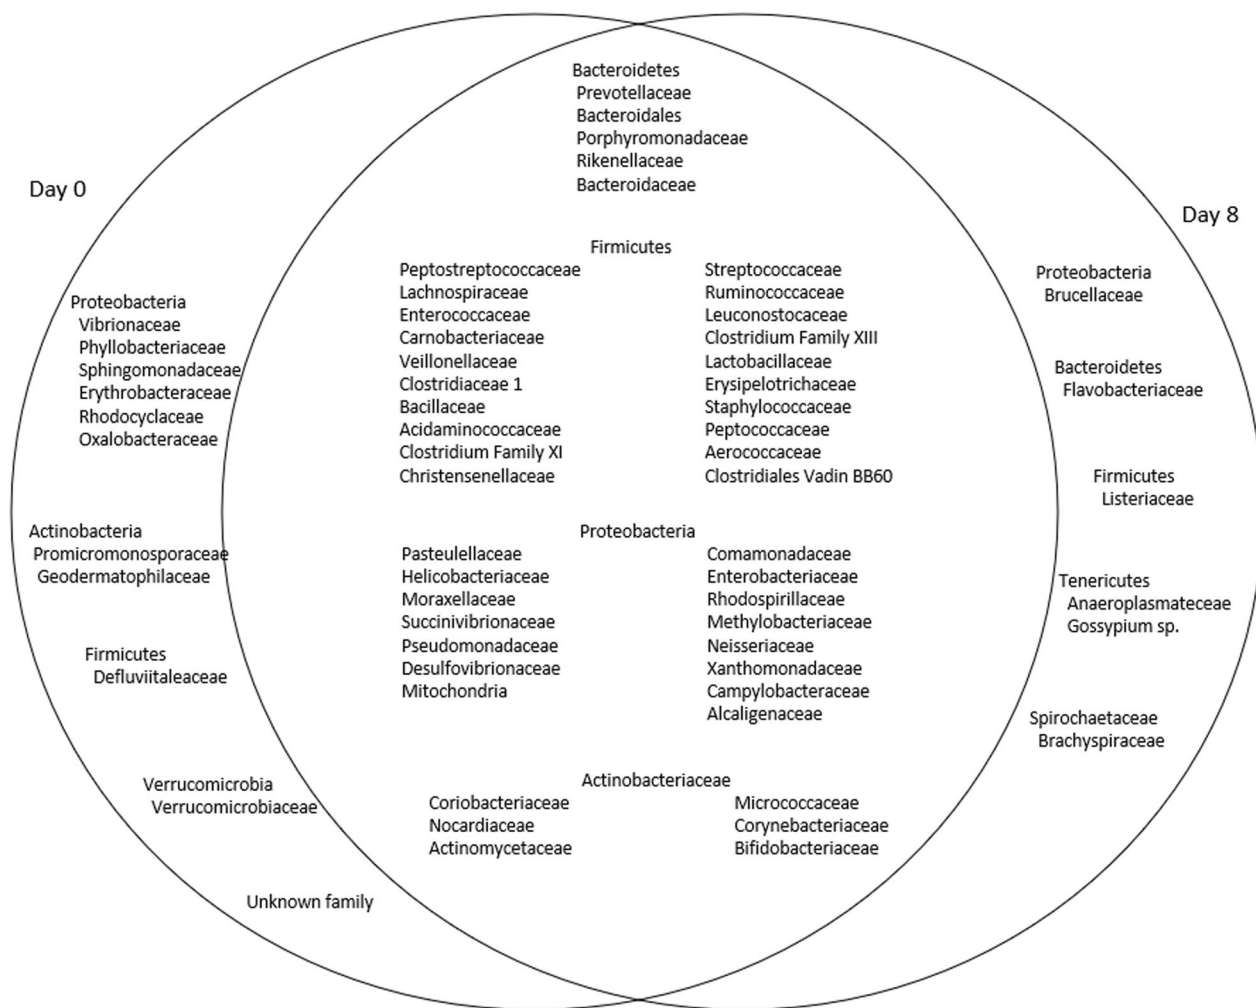 Day 0
Proteobacteria
Vibrionaceae
Phyllobacteriaceae
Sphingomonadaceae
Erythrobacteraceae
Rhodocyclaceae
Oxalobacteraceae
Actinobacteria
Promicromonosporaceae
Geodermatophilaceae
Firmicutes
Defluviitaleaceae
Verrucomicrobia
Verrucomicrobiaceae
Unknown family
Bacteroidetes
Prevotellaceae
Bacteroidales
Porphyromonadaceae
Rikenellaceae
Bacteroidaceae
Firmicutes
Peptostreptococcaceae
Lachnospiraceae
Enterococcaceae
Carnobacteriaceae
Veillonellaceae
Clostridiaceae 1
Bacillaceae
Acidaminococcaceae
Clostridium Family XI
Christensenellaceae
Streptococcaceae
Ruminococcaceae
Leuconostocaceae
Clostridium Family XIII
Lactobacillaceae
Erysipelotrichaceae
Staphylococcaceae
Peptococcaceae
Aerococcaceae
Clostridiales Vadin BB60
Proteobacteria
Pasteulellaceae
Helicobacteriaceae
Moraxellaceae
Succinivibrionaceae
Pseudomonadaceae
Desulfovibrionaceae
Mitochondria
Comamonadaceae
Enterobacteriaceae
Rhodospirillaceae
Methylobacteriaceae
Neisseriaceae
Xanthomonadaceae
Campylobacteraceae
Alcaligenaceae
Actinobacteriaceae
Coriobacteriaceae
Nocardiaceae
Actinomycetaceae
Micrococcaceae
Corynebacteriaceae
Bifidobacteriaceae
Day 8
Proteobacteria
Brucellaceae
Bacteroidetes
Flavobacteriaceae
Firmicutes
Listeriaceae
Tenericutes
Anaeroplasmateceae
Gossypium sp.
Spirochaetaceae
Brachyspiraceae